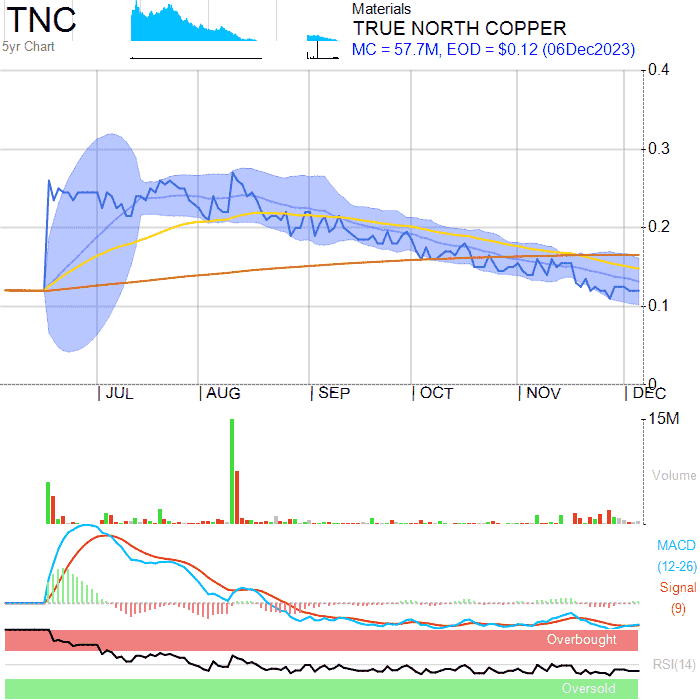 TNC
5yr Chart
Materials
TRUE NORTH COPPER
MC = 57.7M, EOD = $0.12 (06Dec2023)
0.4
0.3
0.2
0.1
0
JUL AUG SEP OCT NOV DEC
15M
Volume
MACD
(12-26)
Signal
(9)
Overbought
RSI(14)
Oversold